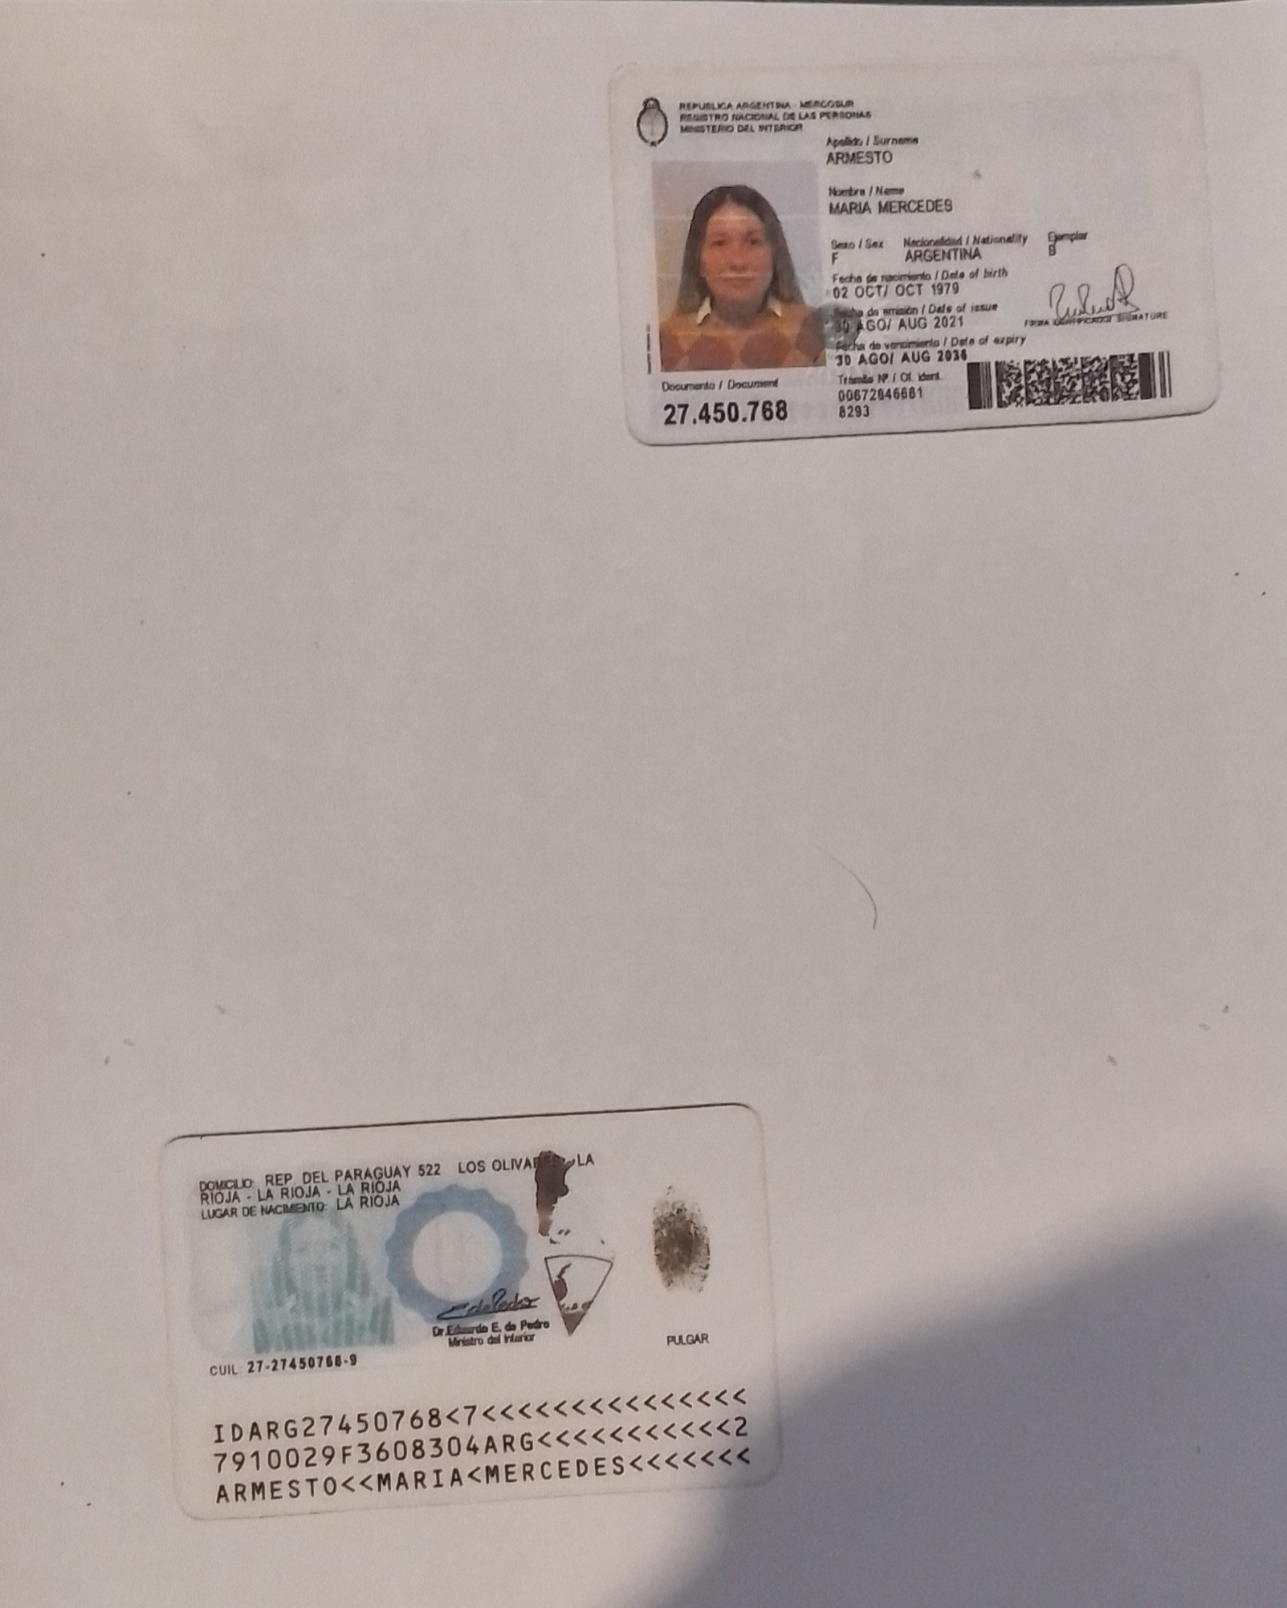 REPUBLICA ARGENTINA - MERCOSUR
REGISTRO NACIONAL DE LAS PERSONAS
MINISTERIO DEL INTERIOR
Apellido / Surname
ARMESTO
Nombre / Name
MARIA MERCEDES
Sexo / Sex Nacionalidad / Nationality Ejemplar
F ARGENTINA B
Fecha de nacimiento / Date of birth
02 OCT/ OCT 1979
Fecha de emisión / Date of issue
30 AGO/ AUG 2021
FIRMA IDENTIFICADO/ SIGNATURE
Fecha de vencimiento / Date of expiry
30 AGO/ AUG 2036
Documento / Document
27.450.768
Trámite Nº / Of. ident.
00672646661
8293
DOMICILIO: REP DEL PARAGUAY 522 LOS OLIVARES - LA
RIOJA - LA RIOJA - LA RIOJA
LUGAR DE NACIMIENTO: LA RIOJA
Dr. Eduardo E. de Pedro
Ministro del Interior
PULGAR
CUIL: 27-27450768-9
IDARG27450768<7<<<<<<<<<<<<<<<
7910029F3608304ARG<<<<<<<<<<<2
ARMESTO<<MARIA<MERCEDES<<<<<<<